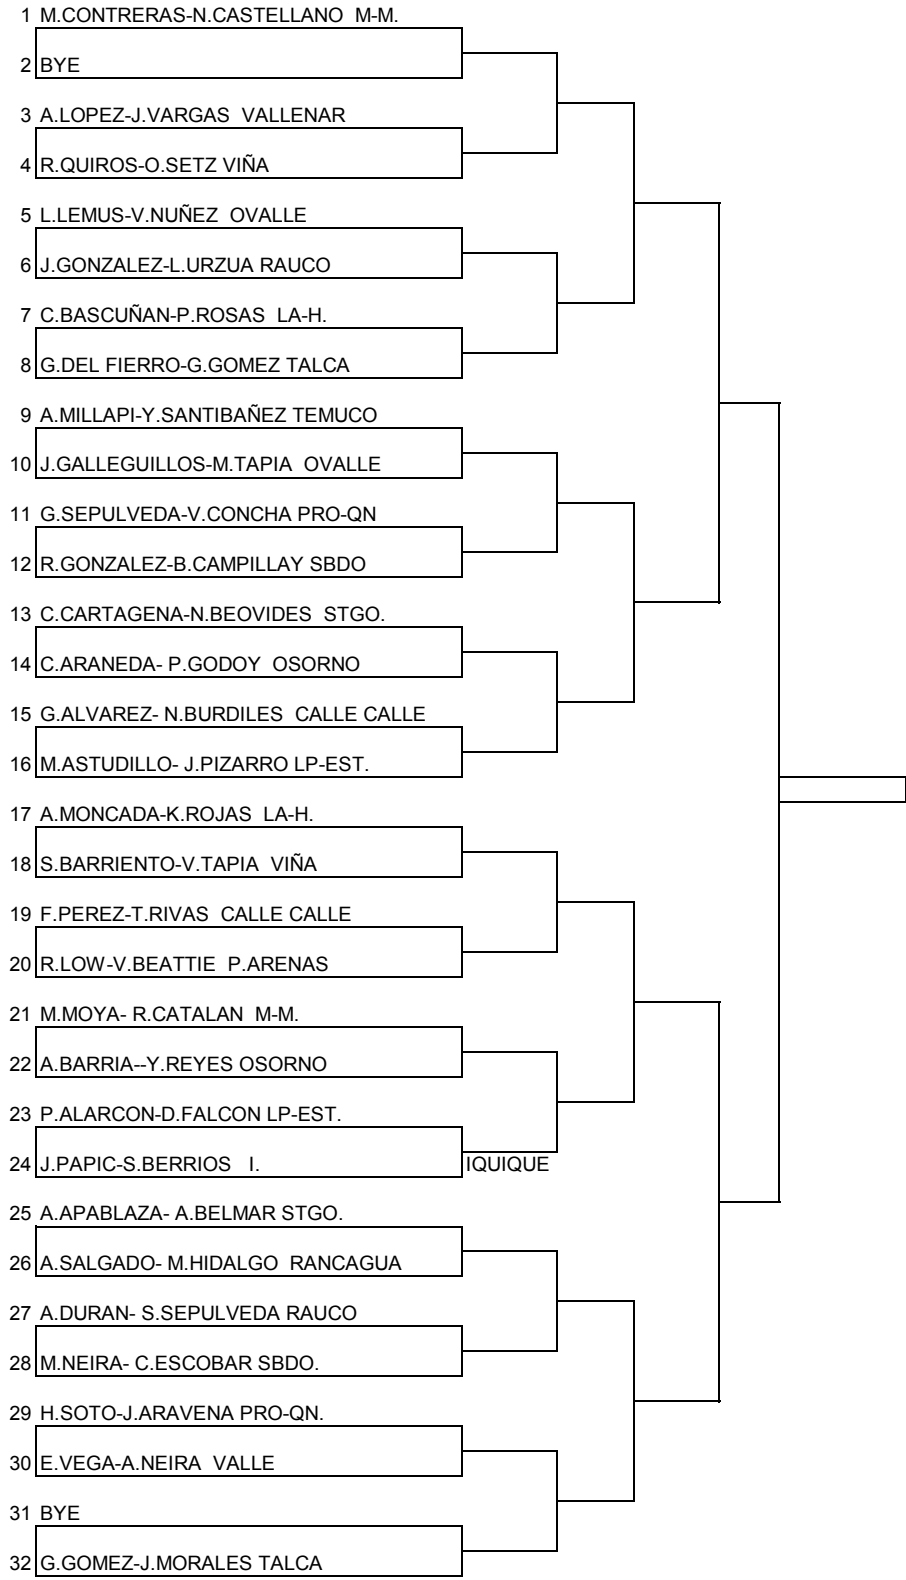 1 M.CONTRERAS-N.CASTELLANO M-M.
2 BYE
3 A.LOPEZ-J.VARGAS VALLENAR
4 R.QUIROS-O.SETZ VIÑA
5 L.LEMUS-V.NUÑEZ OVALLE
6 J.GONZALEZ-L.URZUA RAUCO
7 C.BASCUÑAN-P.ROSAS LA-H.
8 G.DEL FIERRO-G.GOMEZ TALCA
9 A.MILLAPI-Y.SANTIBAÑEZ TEMUCO
10 J.GALLEGUILLOS-M.TAPIA OVALLE
11 G.SEPULVEDA-V.CONCHA PRO-QN
12 R.GONZALEZ-B.CAMPILLAY SBDO
13 C.CARTAGENA-N.BEOVIDES STGO.
14 C.ARANEDA- P.GODOY OSORNO
15 G.ALVAREZ- N.BURDILES CALLE CALLE
16 M.ASTUDILLO- J.PIZARRO LP-EST.
17 A.MONCADA-K.ROJAS LA-H.
18 S.BARRIENTO-V.TAPIA VIÑA
19 F.PEREZ-T.RIVAS CALLE CALLE
20 R.LOW-V.BEATTIE P.ARENAS
21 M.MOYA- R.CATALAN M-M.
22 A.BARRIA--Y.REYES OSORNO
23 P.ALARCON-D.FALCON LP-EST.
24 J.PAPIC-S.BERRIOS I. IQUIQUE
25 A.APABLAZA- A.BELMAR STGO.
26 A.SALGADO- M.HIDALGO RANCAGUA
27 A.DURAN- S.SEPULVEDA RAUCO
28 M.NEIRA- C.ESCOBAR SBDO.
29 H.SOTO-J.ARAVENA PRO-QN.
30 E.VEGA-A.NEIRA VALLE
31 BYE
32 G.GOMEZ-J.MORALES TALCA